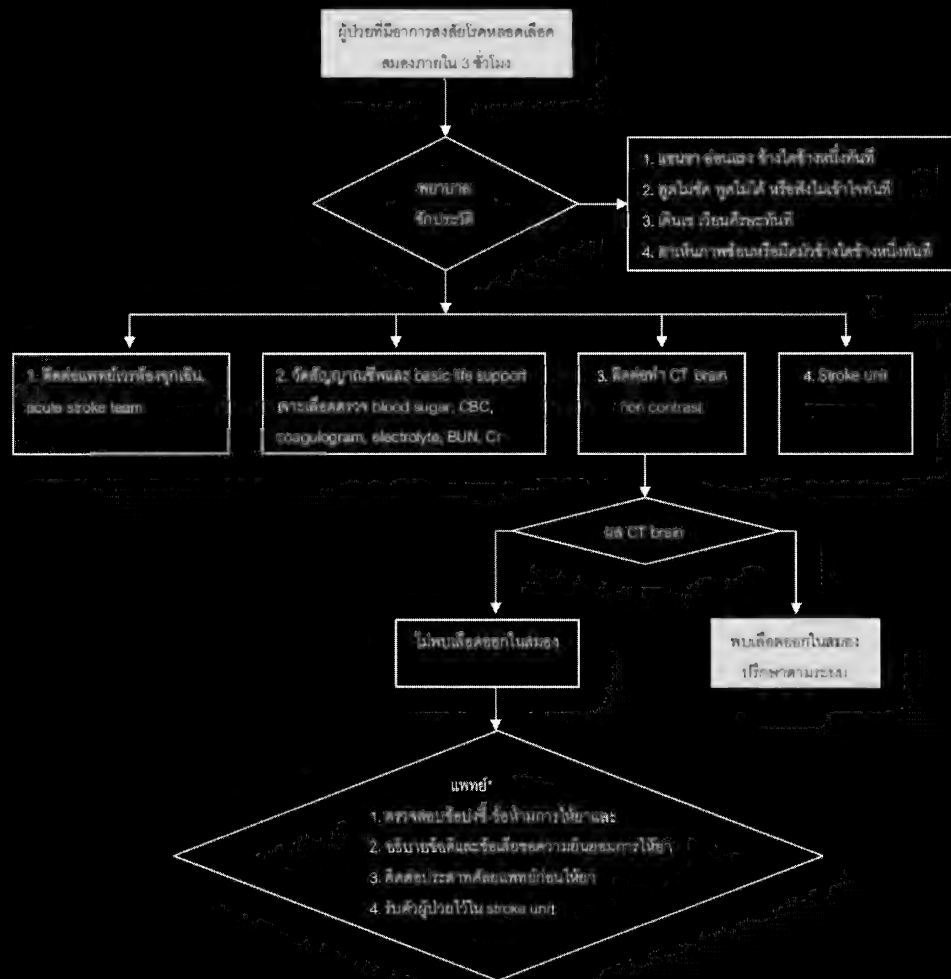 ผู้ป่วยที่มีอาการสงสัยโรคหลอดเลือด
สมองภายใน 3 ชั่วโมง
พยาบาล
ซักประวัติ
1. แขนขา อ่อนแรง ข้างใดข้างหนึ่งทันที
2. พูดไม่ชัด พูดไม่ได้ หรือฟังไม่เข้าใจทันที
3. เดินเซ เวียนศีรษะทันที
4. ตาเห็นภาพซ้อนหรือมืดมัวข้างใดข้างหนึ่งทันที
1. ติดต่อแพทย์เวรห้องฉุกเฉิน,
acute stroke team
2. วัดสัญญาณชีพและ basic life support
เจาะเลือดตรวจ blood sugar, CBC,
coagulogram, electrolyte, BUN, Cr
3. ติดต่อทำ CT brain
non contrast
4. Stroke unit
ผล CT brain
ไม่พบเลือดออกในสมอง
พบเลือดออกในสมอง
ปรึกษาตามระบบ
แพทย์*
1. ตรวจสอบข้อบ่งชี้ ข้อห้ามการให้ยาและ
2. อธิบายข้อดีและข้อเสียขอความยินยอมการให้ยา
3. ติดต่อประสาทศัลยแพทย์ก่อนให้ยา
4. รับตัวผู้ป่วยไว้ใน stroke unit